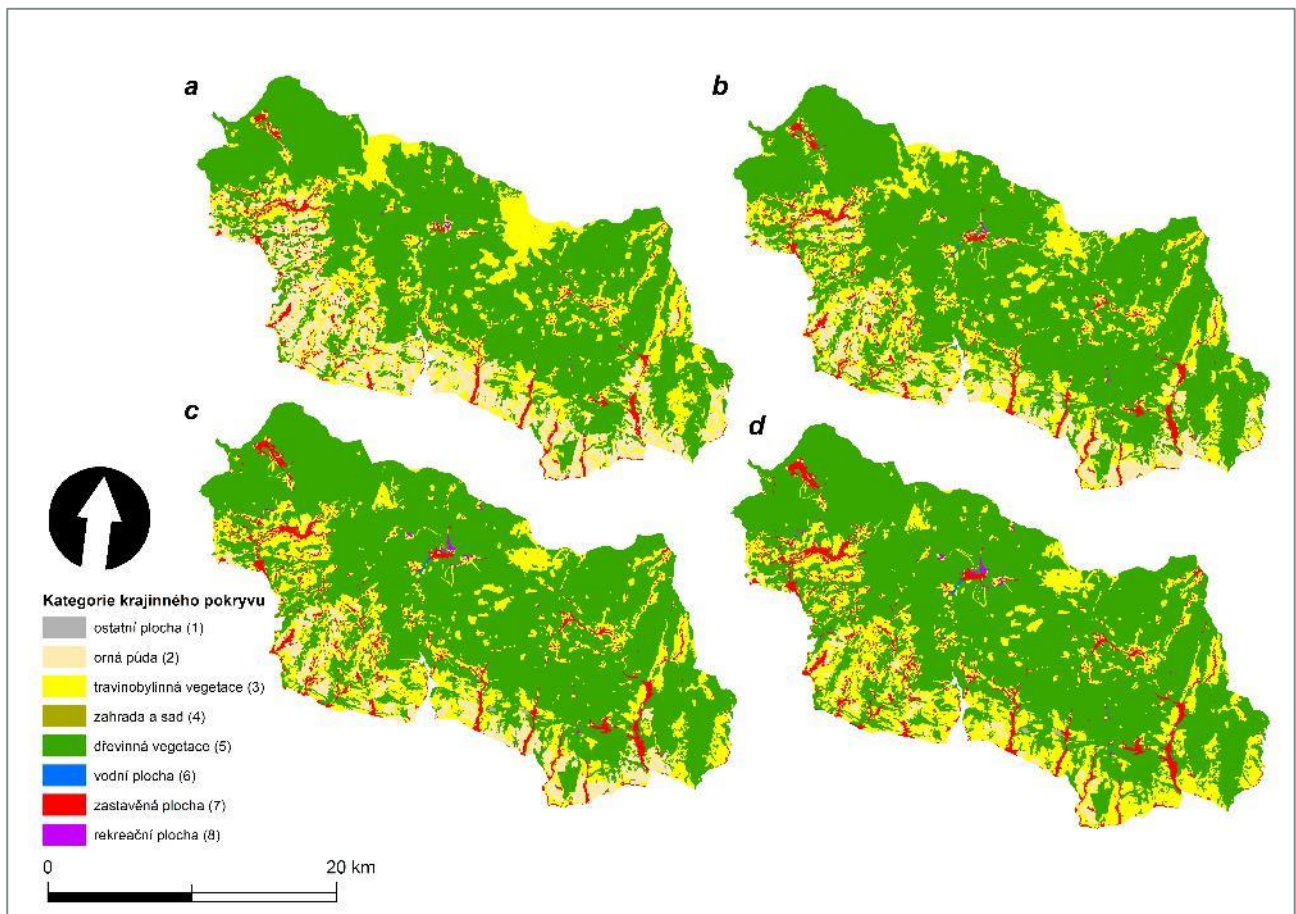 a
b
c
d
Kategorie krajinného pokryvu
ostatní plocha (1)
orná půda (2)
travinobylinná vegetace (3)
zahrada a sad (4)
dřevinná vegetace (5)
vodní plocha (6)
zastavěná plocha (7)
rekreační plocha (8)
0 20 km